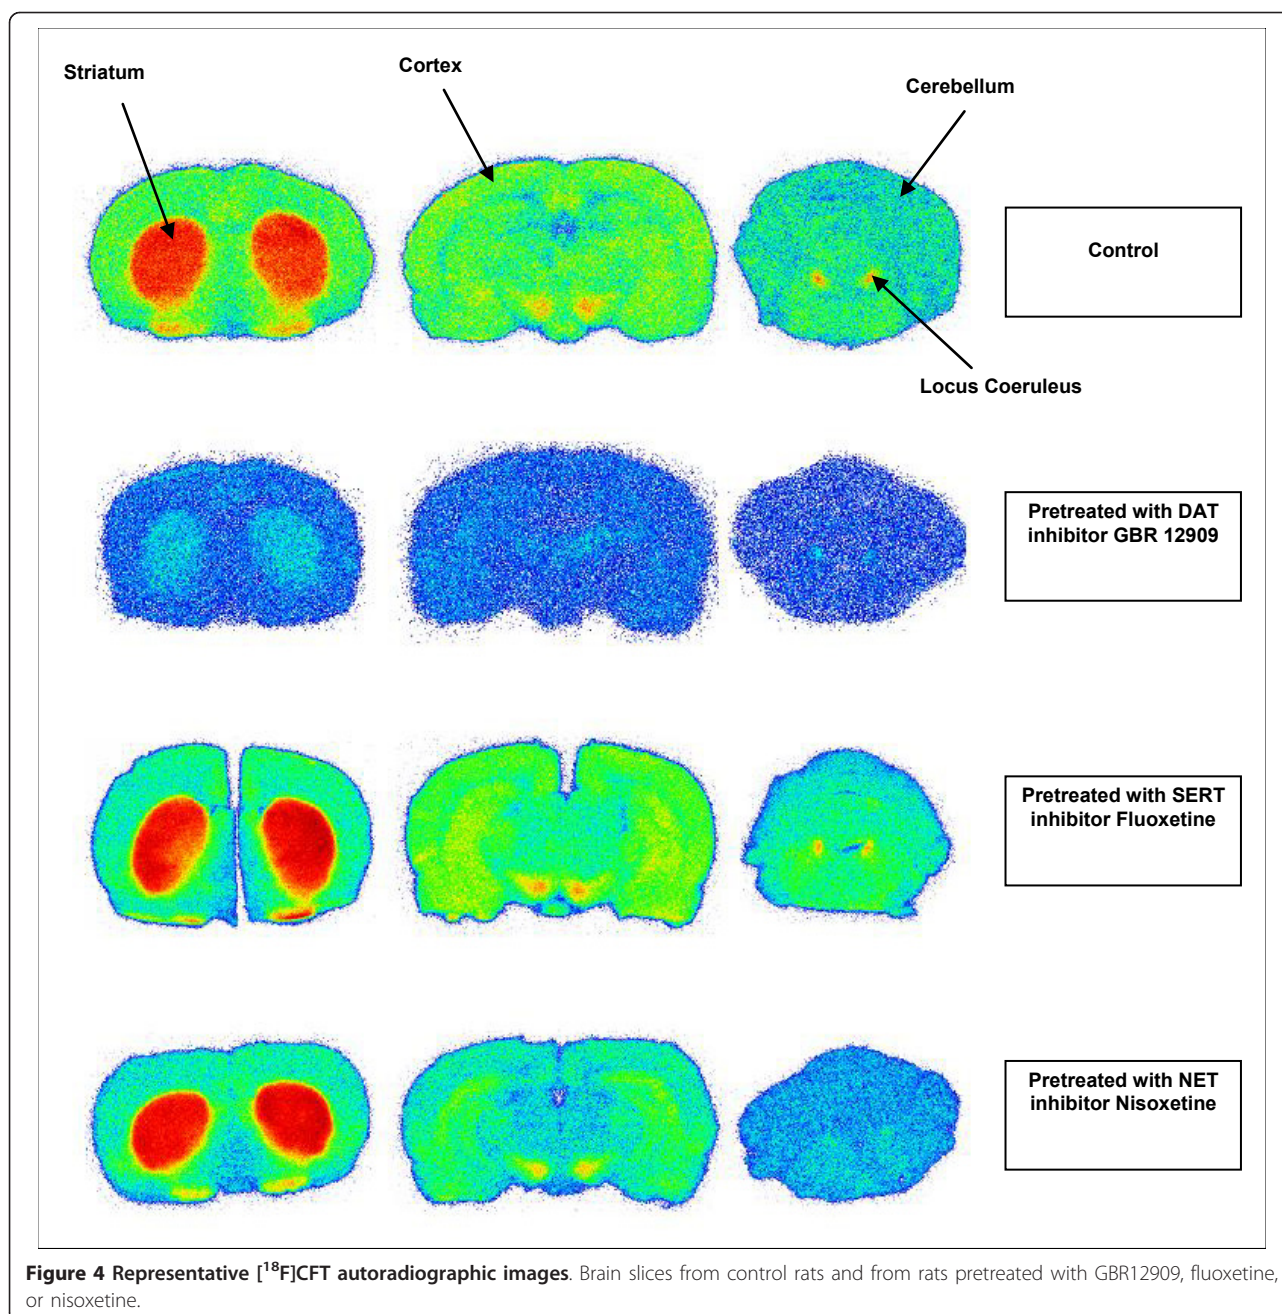 Striatum
Cortex
Cerebellum
Control
Locus Coeruleus
Pretreated with DAT
inhibitor GBR 12909
Pretreated with SERT
inhibitor Fluoxetine
Pretreated with NET
inhibitor Nisoxetine
Figure 4 Representative [18F]CFT autoradiographic images. Brain slices from control rats and from rats pretreated with GBR12909, fluoxetine,
or nisoxetine.